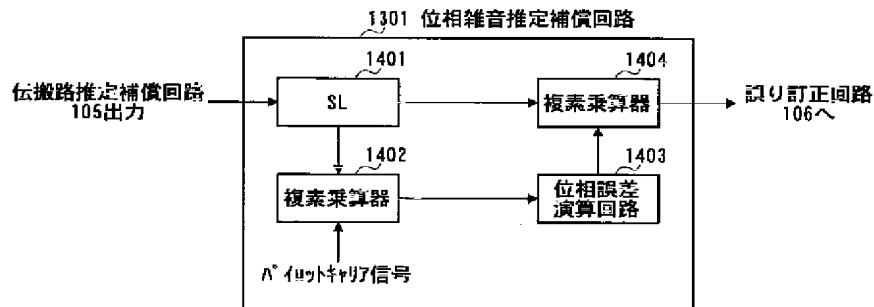 1301 位相雑音推定補償回路
1401
1404
伝搬路推定補償回路
105出力
SL
複素乗算器
誤り訂正回路
106へ
1402
1403
複素乗算器
位相誤差
演算回路
パイロットキャリア信号